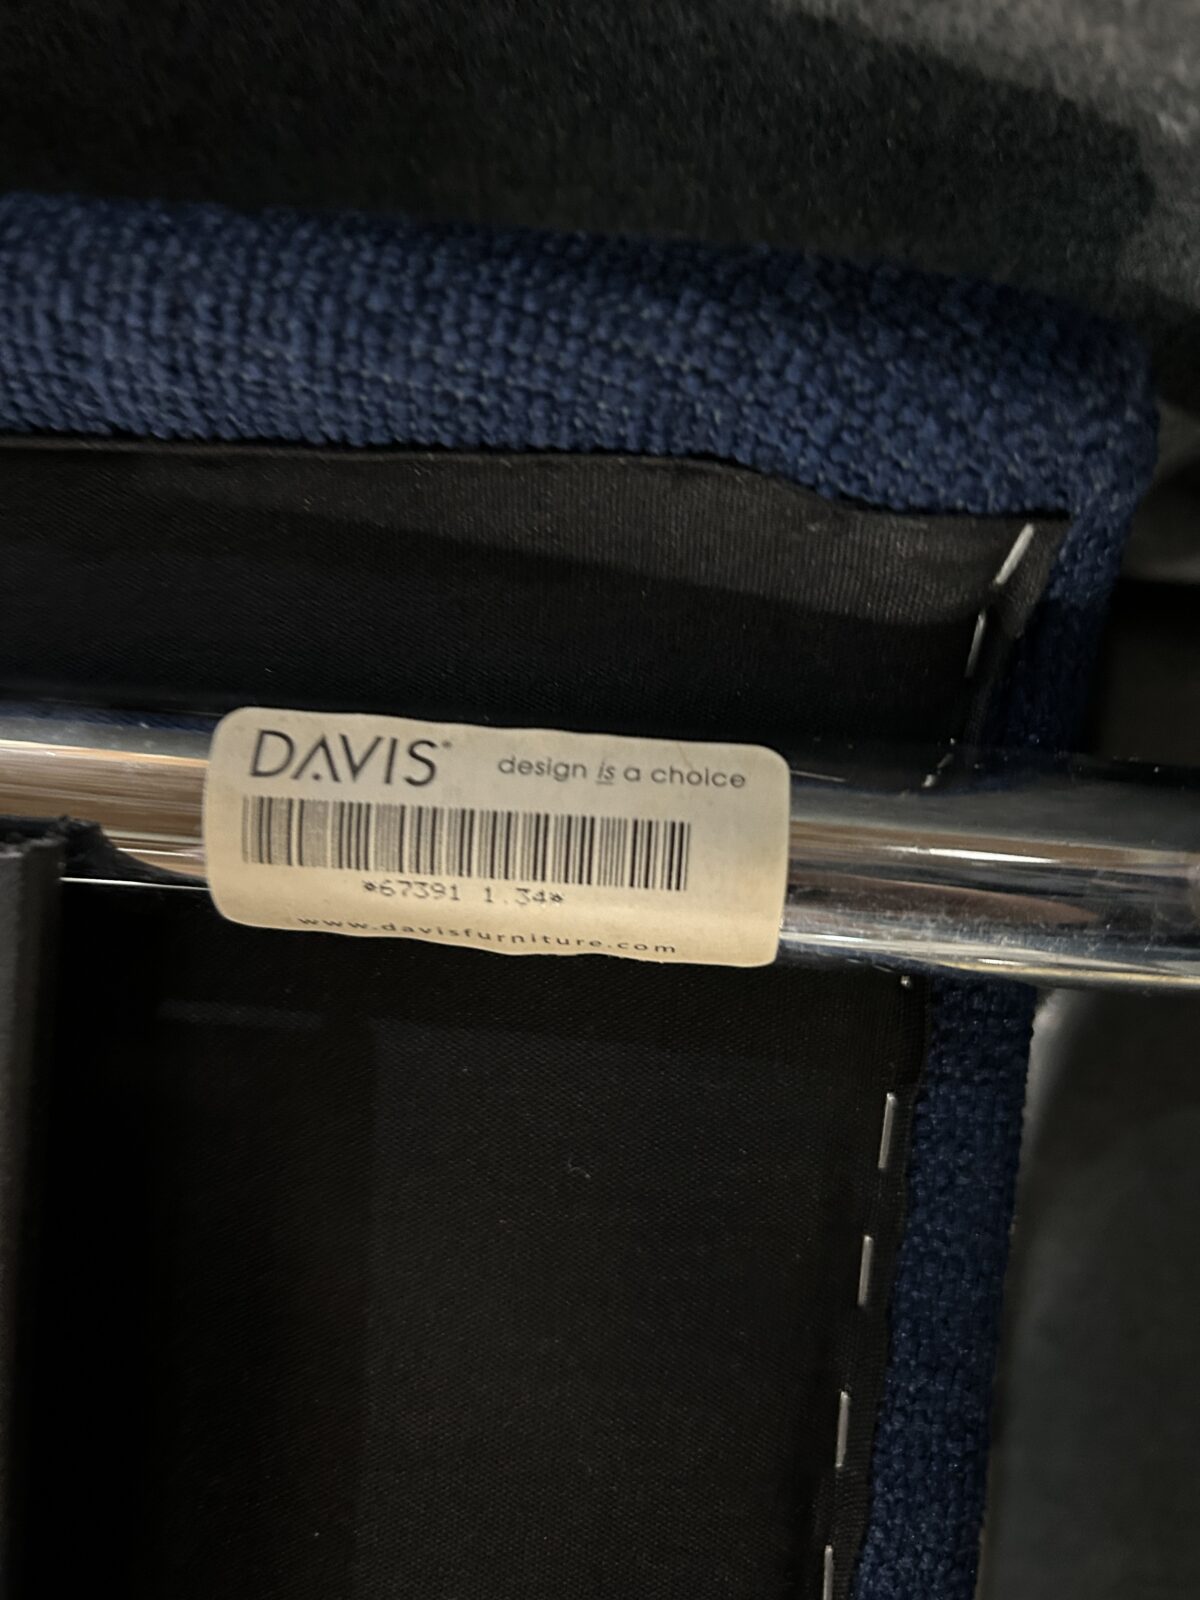 DAVIS®
design is a choice
*67391 1.34*
www.davisfurniture.com